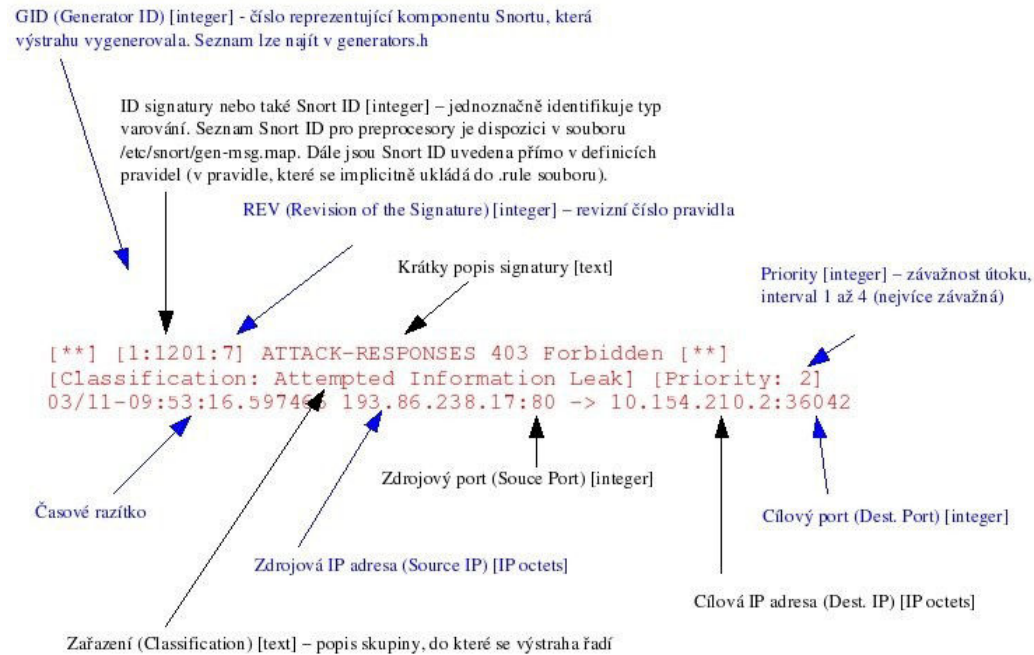 GID (Generator ID) [integer] - číslo reprezentující komponentu Snortu, která
výstrahu vygenerovala. Seznam lze najít v generators.h
ID signatury nebo také Snort ID [integer] – jednoznačně identifikuje typ
varování. Seznam Snort ID pro preprocesory je dispozici v souboru
/etc/snort/gen-msg.map. Dále jsou Snort ID uvedena přímo v definicích
pravidel (v pravidle, které se implicitně ukládá do .rule souboru).
REV (Revision of the Signature) [integer] – revizní číslo pravidla
Krátky popis signatury [text]
Priority [integer] – závažnost útoku,
interval 1 až 4 (nejvíce závažná)
[**] [1:1201:7] ATTACK-RESPONSES 403 Forbidden [**]
[Classification: Attempted Information Leak] [Priority: 2]
03/11-09:53:16.597466 193.86.238.17:80 -> 10.154.210.2:36042
Zdrojový port (Souce Port) [integer]
Časové razítko
Cílový port (Dest. Port) [integer]
Zdrojová IP adresa (Source IP) [IP octets]
Cílová IP adresa (Dest. IP) [IP octets]
Zařazení (Classification) [text] – popis skupiny, do které se výstraha řadí